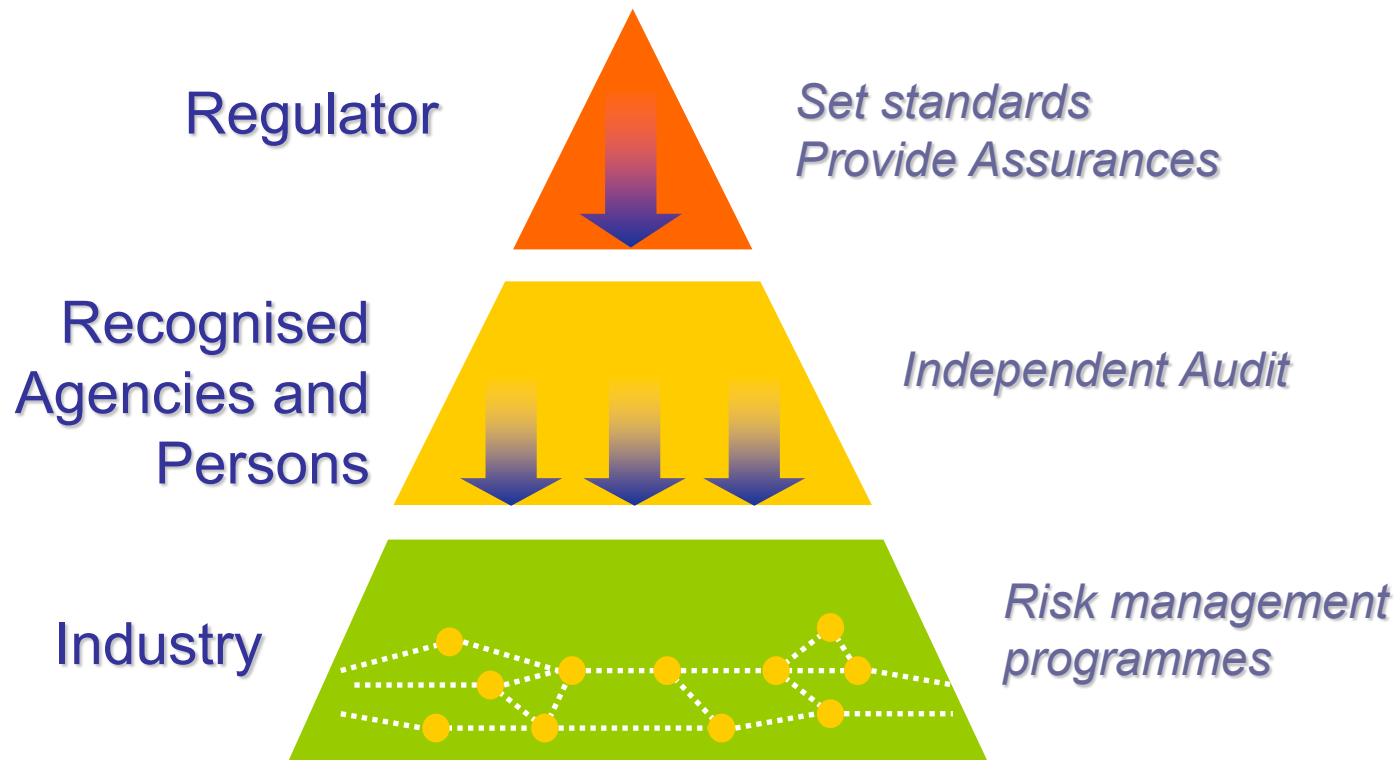 Regulator
Set standards
Provide Assurances
Recognised
Agencies and
Persons
Independent Audit
Industry
Risk management
programmes